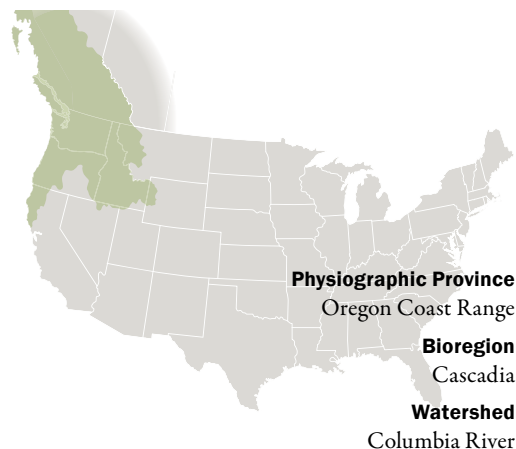 Physiographic Province
Oregon Coast Range
Bioregion
Cascadia
Watershed
Columbia River